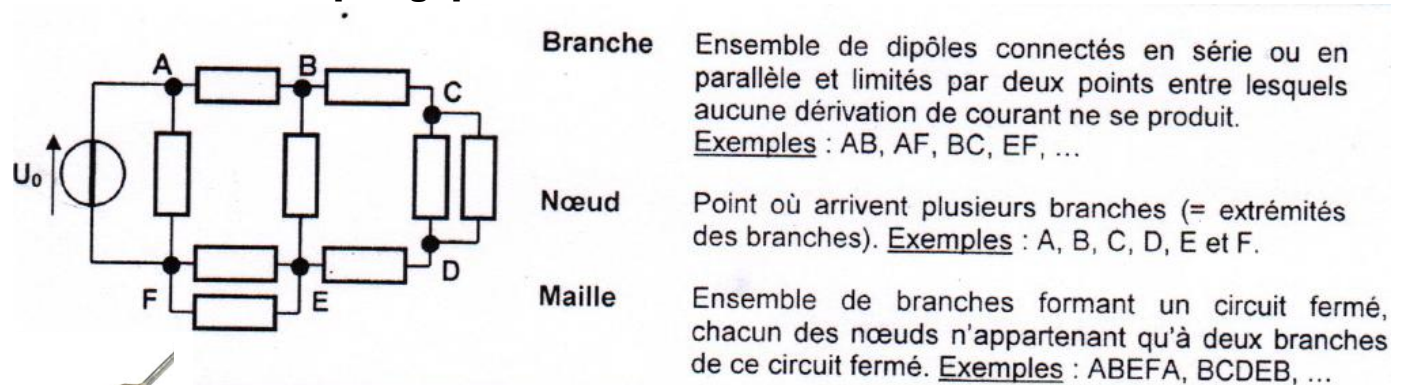 A
B
C
U₀
F
E
D
Branche
Ensemble de dipôles connectés en série ou en
parallèle et limités par deux points entre lesquels
aucune dérivation de courant ne se produit.
Exemples : AB, AF, BC, EF, ...
Nœud
Point où arrivent plusieurs branches (= extrémités
des branches). Exemples : A, B, C, D, E et F.
Maille
Ensemble de branches formant un circuit fermé,
chacun des nœuds n'appartenant qu'à deux branches
de ce circuit fermé. Exemples : ABEFA, BCDEB, ...